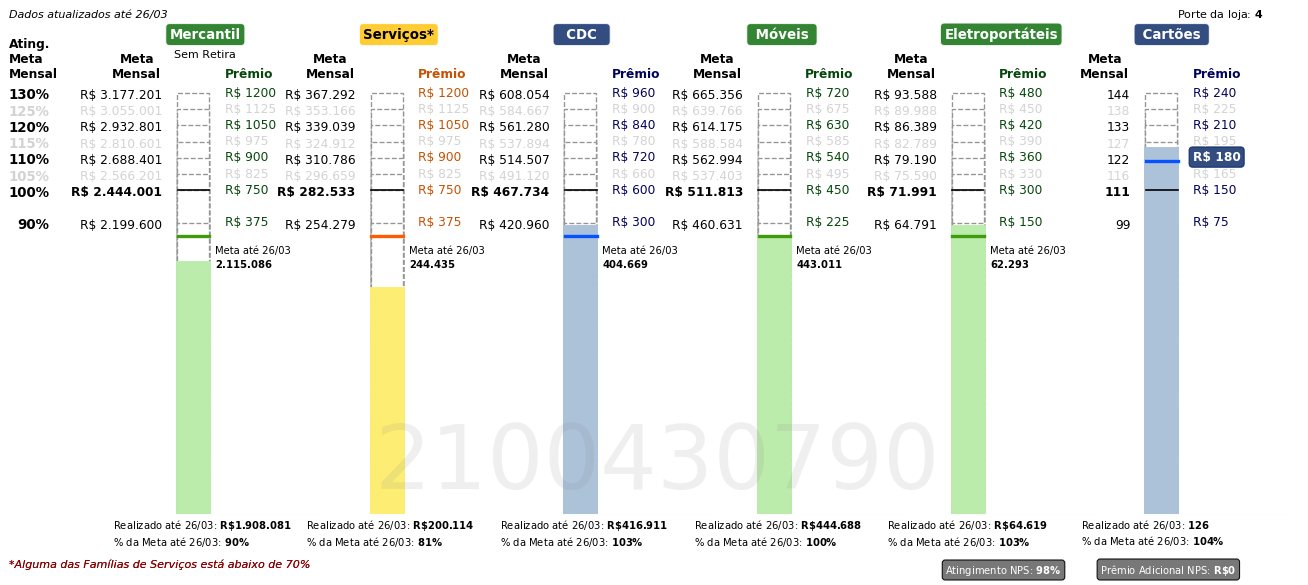 Dados atualizados até 26/03 Porte da loja: 4
Mercantil Serviços* CDC Móveis Eletroportáteis Cartões
Sem Retira
Ating. Meta Mensal Meta Mensal Prêmio Meta Mensal Prêmio Meta Mensal Prêmio Meta Mensal Prêmio Meta Mensal Prêmio Meta Mensal Prêmio
130% R$ 3.177.201 R$ 1200 R$ 367.292 R$ 1200 R$ 608.054 R$ 960 R$ 665.356 R$ 720 R$ 93.588 R$ 480 144 R$ 240
125% R$ 3.055.001 R$ 1125 R$ 353.166 R$ 1125 R$ 584.667 R$ 900 R$ 639.766 R$ 675 R$ 89.988 R$ 450 138 R$ 225
120% R$ 2.932.801 R$ 1050 R$ 339.039 R$ 1050 R$ 561.280 R$ 840 R$ 614.175 R$ 630 R$ 86.389 R$ 420 133 R$ 210
115% R$ 2.810.601 R$ 975 R$ 324.912 R$ 975 R$ 537.894 R$ 780 R$ 588.584 R$ 585 R$ 82.789 R$ 390 127 R$ 195
110% R$ 2.688.401 R$ 900 R$ 310.786 R$ 900 R$ 514.507 R$ 720 R$ 562.994 R$ 540 R$ 79.190 R$ 360 122 R$ 180
105% R$ 2.566.201 R$ 825 R$ 296.659 R$ 825 R$ 491.120 R$ 660 R$ 537.403 R$ 495 R$ 75.590 R$ 330 116 R$ 165
100% R$ 2.444.001 R$ 750 R$ 282.533 R$ 750 R$ 467.734 R$ 600 R$ 511.813 R$ 450 R$ 71.991 R$ 300 111 R$ 150
90% R$ 2.199.600 R$ 375 R$ 254.279 R$ 375 R$ 420.960 R$ 300 R$ 460.631 R$ 225 R$ 64.791 R$ 150 99 R$ 75
Meta até 26/03 Meta até 26/03 Meta até 26/03 Meta até 26/03 Meta até 26/03
2.115.086 244.435 404.669 443.011 62.293
2100430790
Realizado até 26/03: R$1.908.081 Realizado até 26/03: R$200.114 Realizado até 26/03: R$416.911 Realizado até 26/03: R$444.688 Realizado até 26/03: R$64.619 Realizado até 26/03: 126
% da Meta até 26/03: 90% % da Meta até 26/03: 81% % da Meta até 26/03: 103% % da Meta até 26/03: 100% % da Meta até 26/03: 103% % da Meta até 26/03: 104%
*Alguma das Famílias de Serviços está abaixo de 70% Atingimento NPS: 98% Prêmio Adicional NPS: R$0